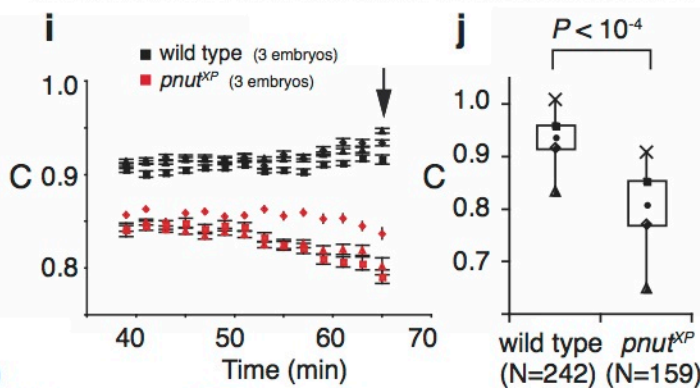 i
wild type (3 embryos)
pnutXP (3 embryos)
1.0
0.9
0.8
C
40 50 60 70
Time (min)
j
P < 10-4
1.0
0.9
0.8
0.7
C
wild type pnutXP
(N=242) (N=159)